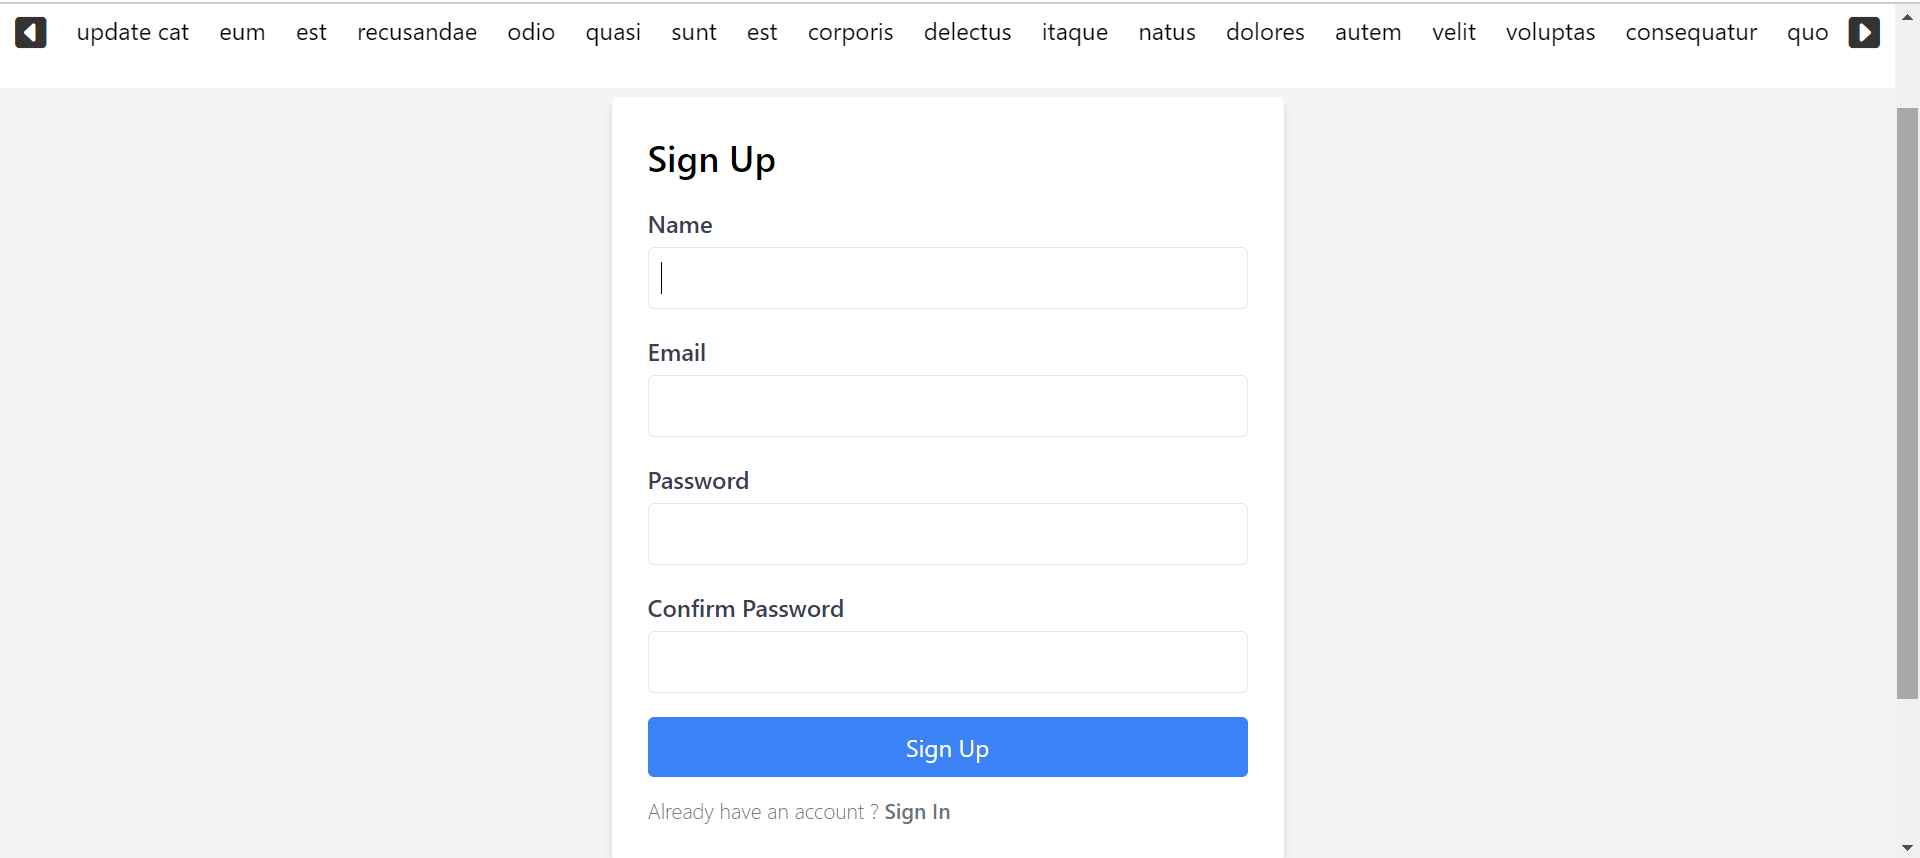 update cat eum est recusandae odio quasi sunt est corporis delectus itaque natus dolores autem velit voluptas consequatur quo
Sign Up
Name
Email
Password
Confirm Password
Sign Up
Already have an account ? Sign In